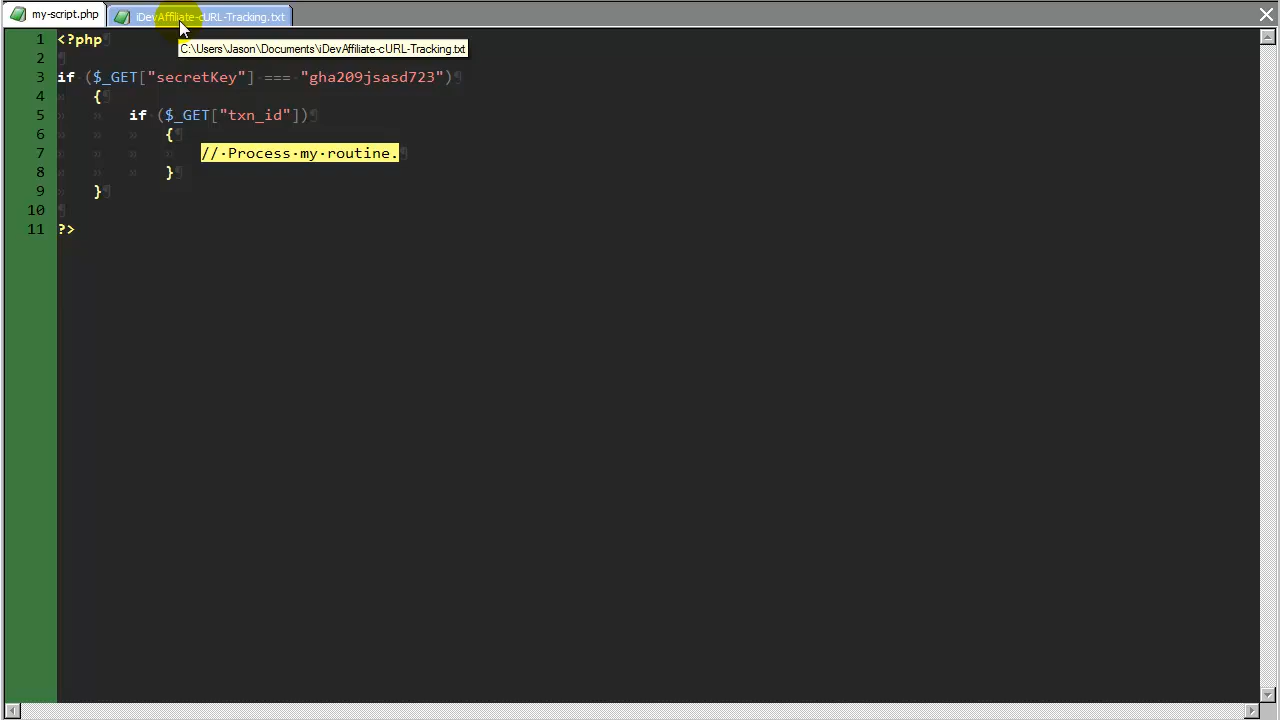 my-script.php
iDevAffiliate-cURL-Tracking.txt
C:\Users\Jason\Documents\iDevAffiliate-cURL-Tracking.txt
1 <?php
2
3 if ($_GET["secretKey"] === "gha209jsasd723")
4 {
5 if ($_GET["txn_id"])
6 {
7 // Process my routine.
8 }
9 }
10
11 ?>